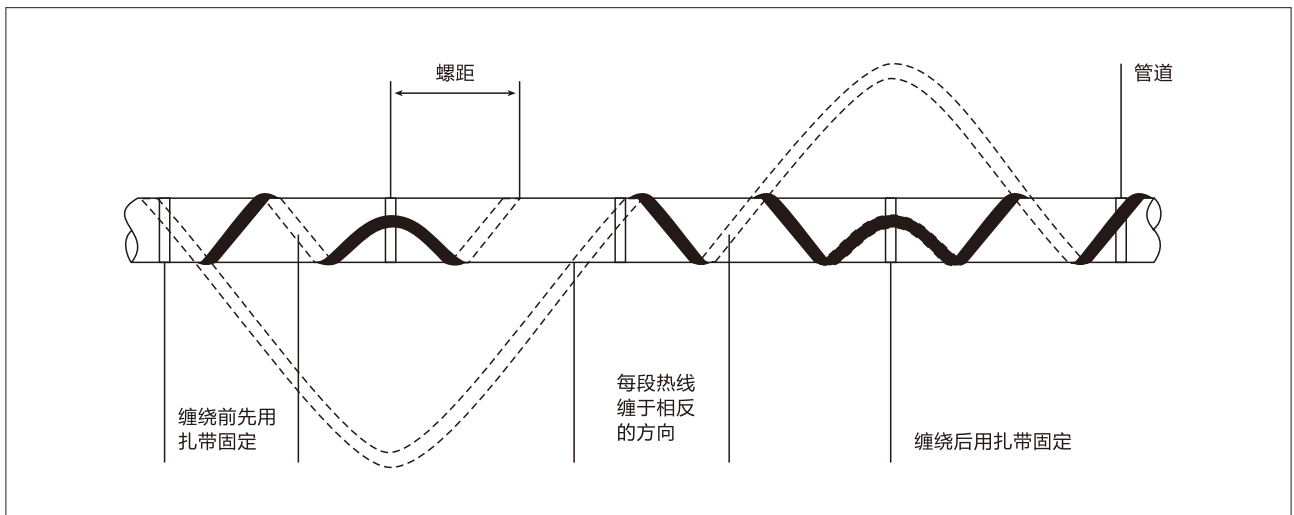 螺距
管道
缠绕前先用
扎带固定
每段热线
缠于相反
的方向
缠绕后用扎带固定